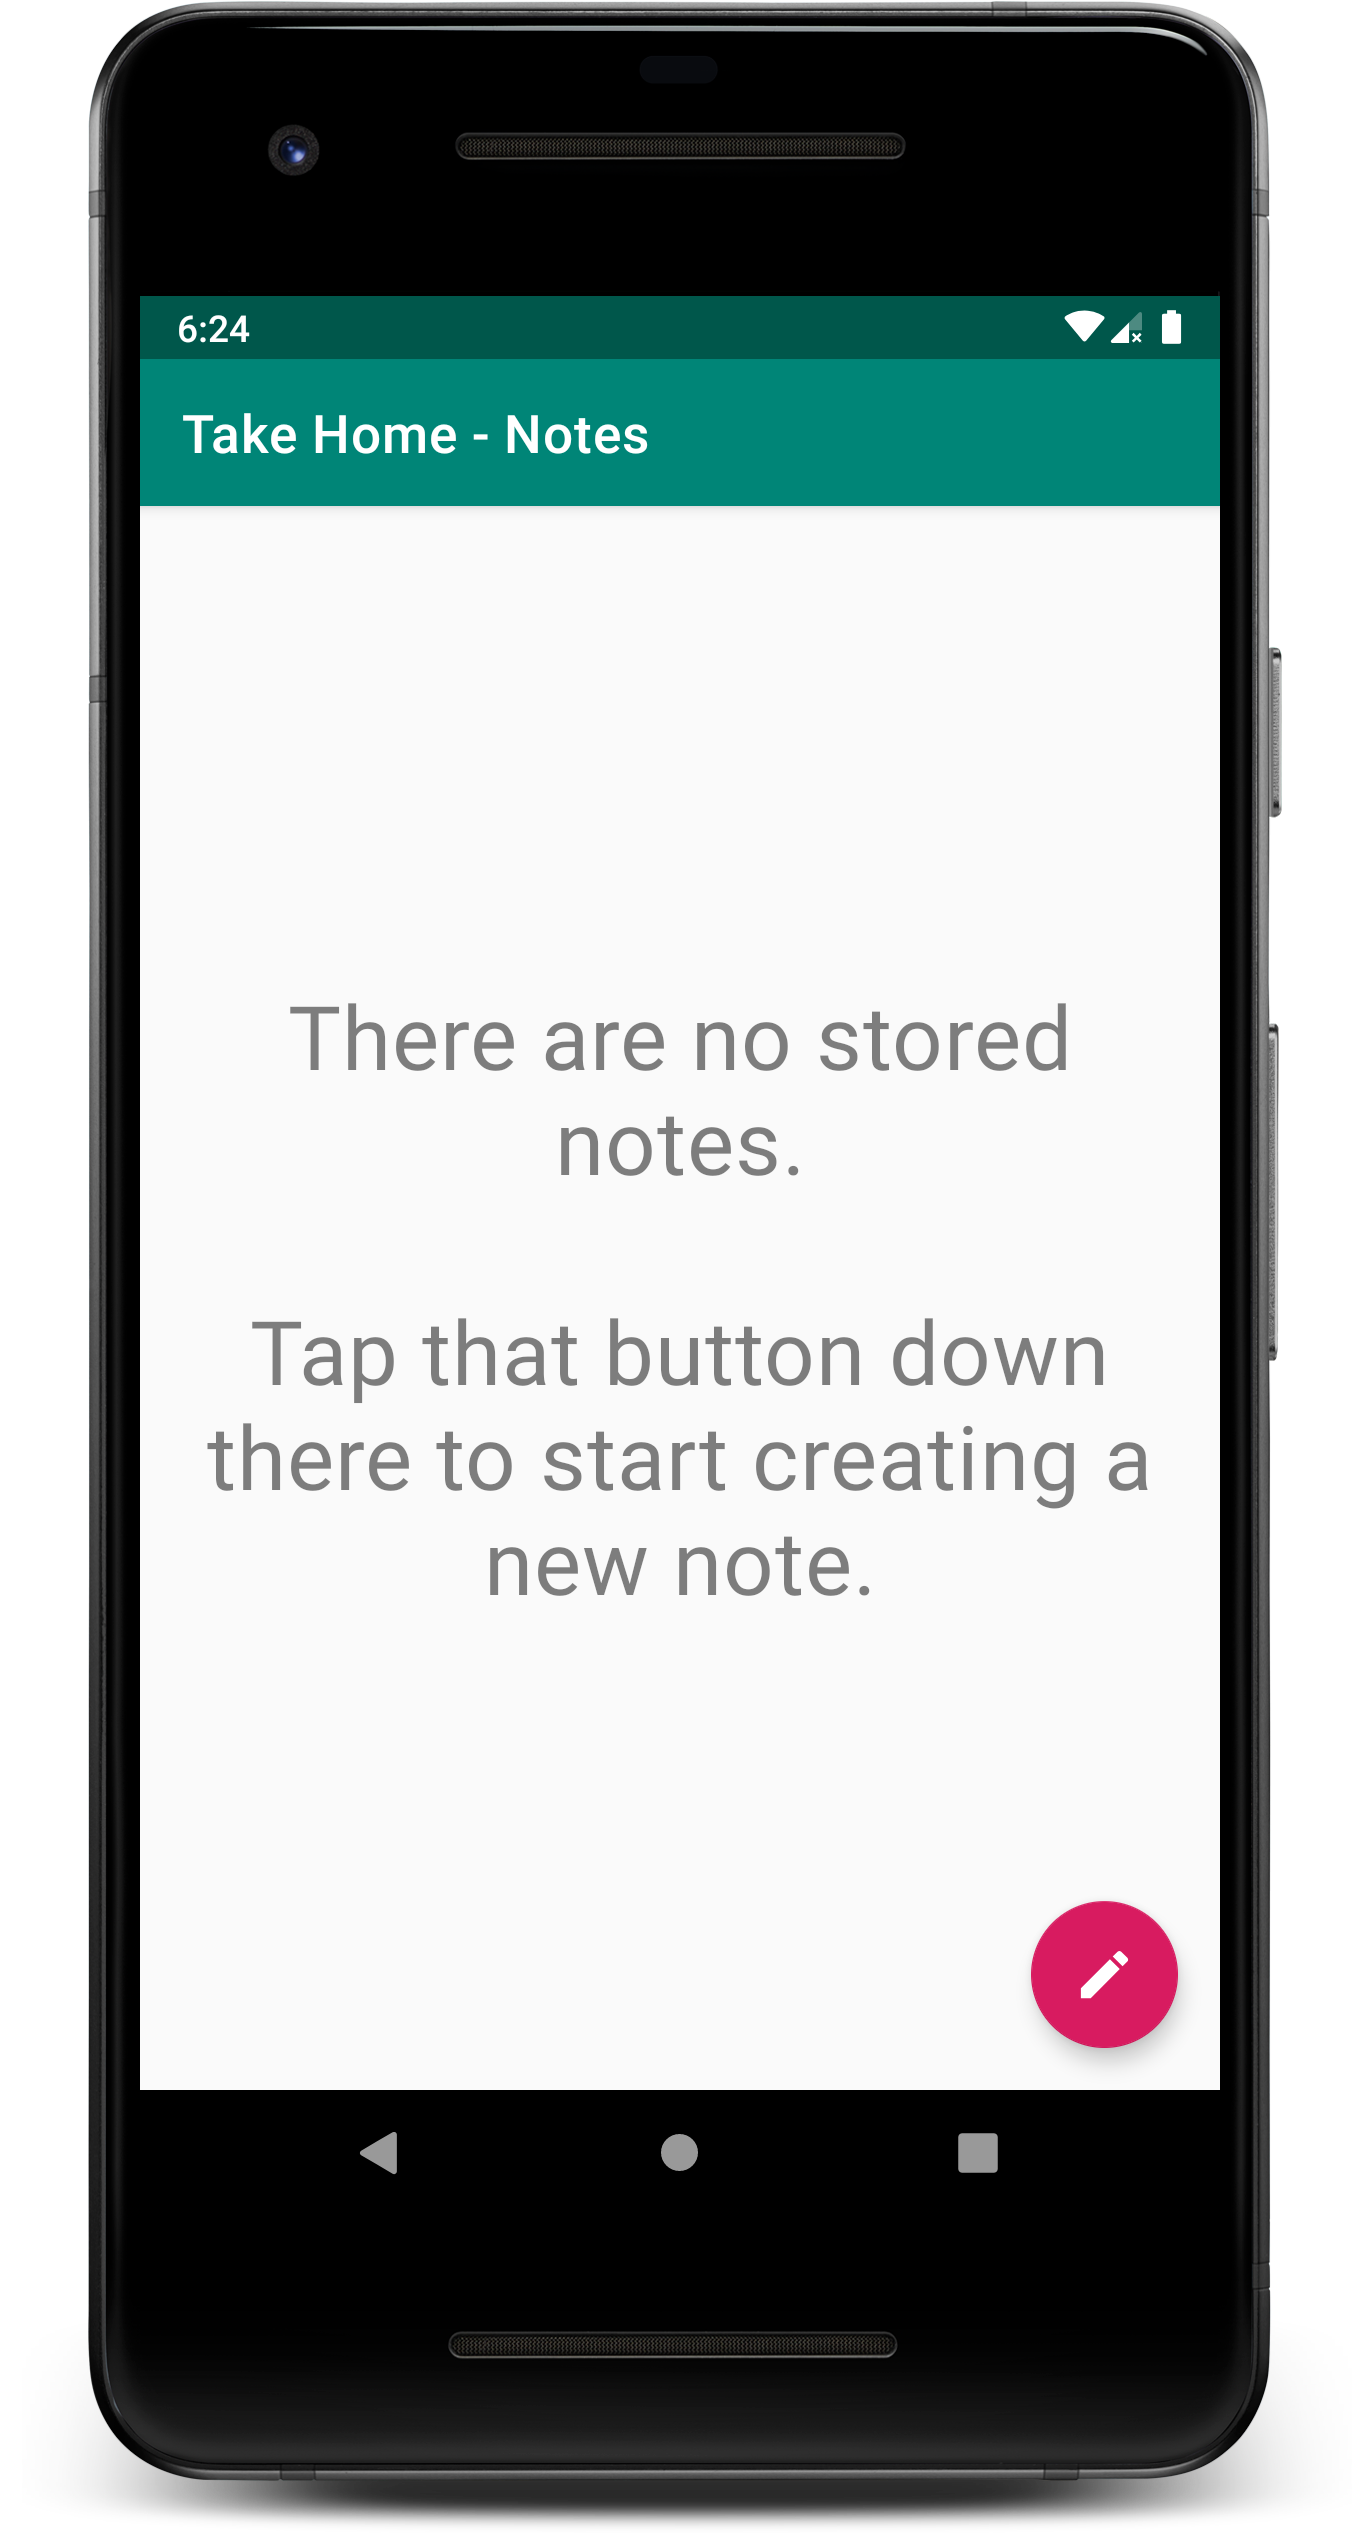 6:24
Take Home - Notes
There are no stored
notes.
Tap that button down
there to start creating a
new note.